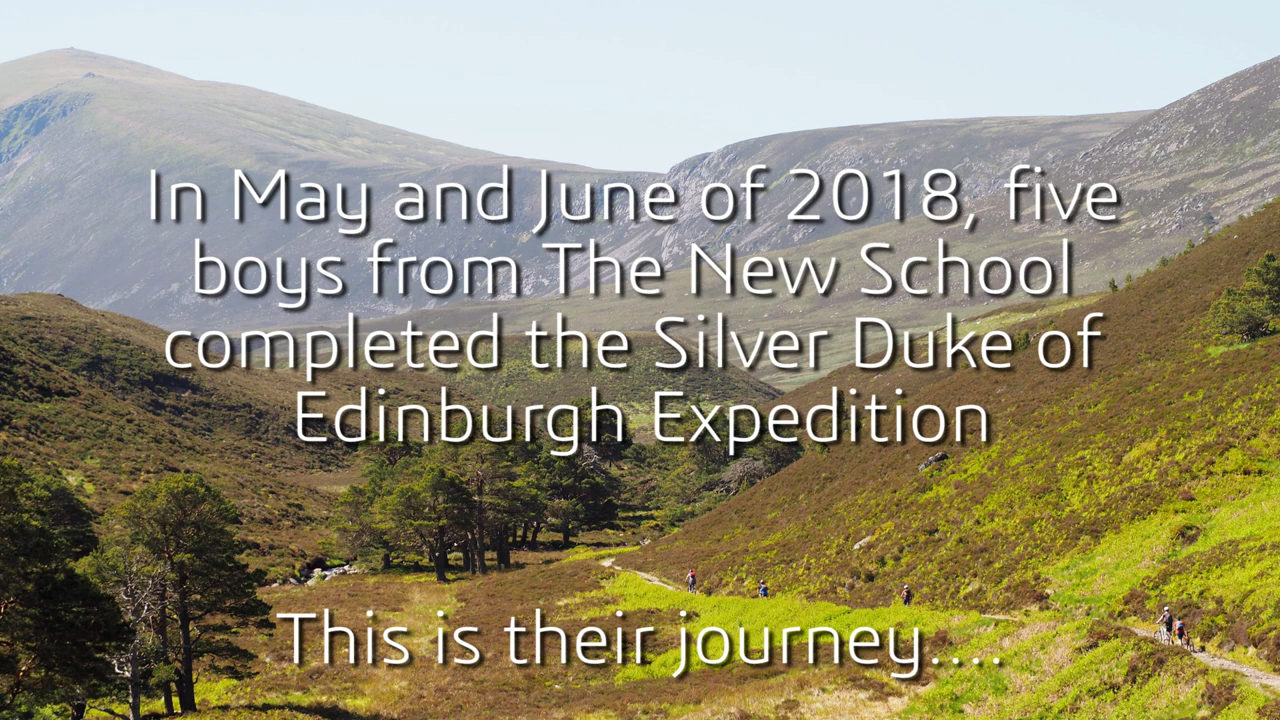 In May and June of 2018, five
boys from The New School
completed the Silver Duke of
Edinburgh Expedition
This is their journey....